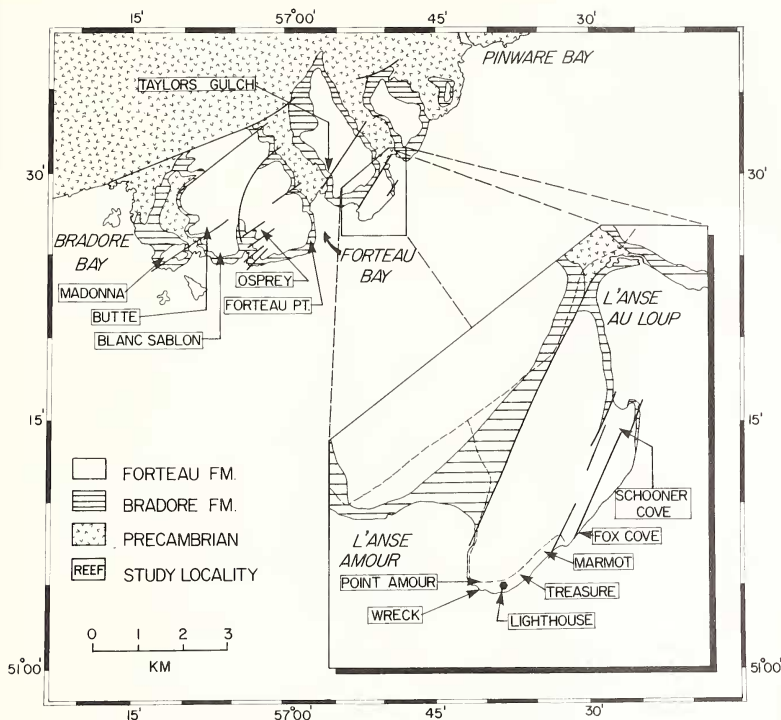 15'
57°00'
45'
30'
PINWARE BAY
TAYLORS GULCH
30'
30'
BRADORE
BAY
FORTEAU
BAY
MADONNA
OSPREY
BUTTE
FORTEAU PT.
BLANC SABLON
L'ANSE
AU LOUP
15'
15'
FORTEAU FM.
BRADORE FM.
PRECAMBRIAN
REEF STUDY LOCALITY
SCHOONER
COVE
FOX COVE
L'ANSE
AMOUR
MARMOT
POINT AMOUR
TREASURE
WRECK
LIGHTHOUSE
0 1 2 3
KM
51°00'
51°00'
15'
57°00'
45'
30'